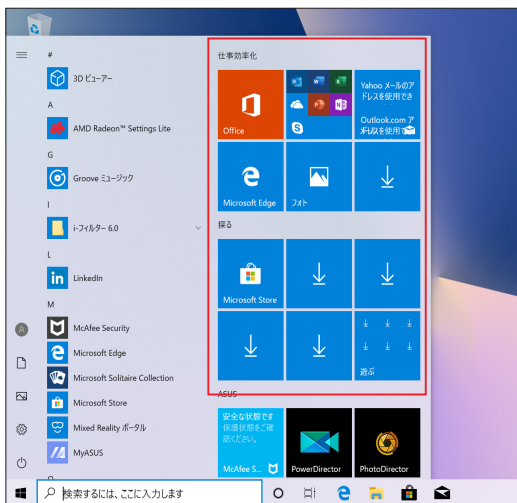 #
3D ビューアー
A
AMD Radeon™ Settings Lite
G
Groove ミュージック
I
i-フィルター 6.0
L
LinkedIn
M
McAfee Security
Microsoft Edge
Microsoft Solitaire Collection
Microsoft Store
Mixed Reality ポータル
MyASUS
仕事効率化
Office
Yahoo メールのア
ドレスを使用でき
Outlook.com ア
ドレスを使用
Microsoft Edge
フォト
探る
Microsoft Store
遊ぶ
ASUS
安全な状態です
保護状態をご確
認ください。
McAfee S...
PowerDirector
PhotoDirector
検索するには、ここに入力します